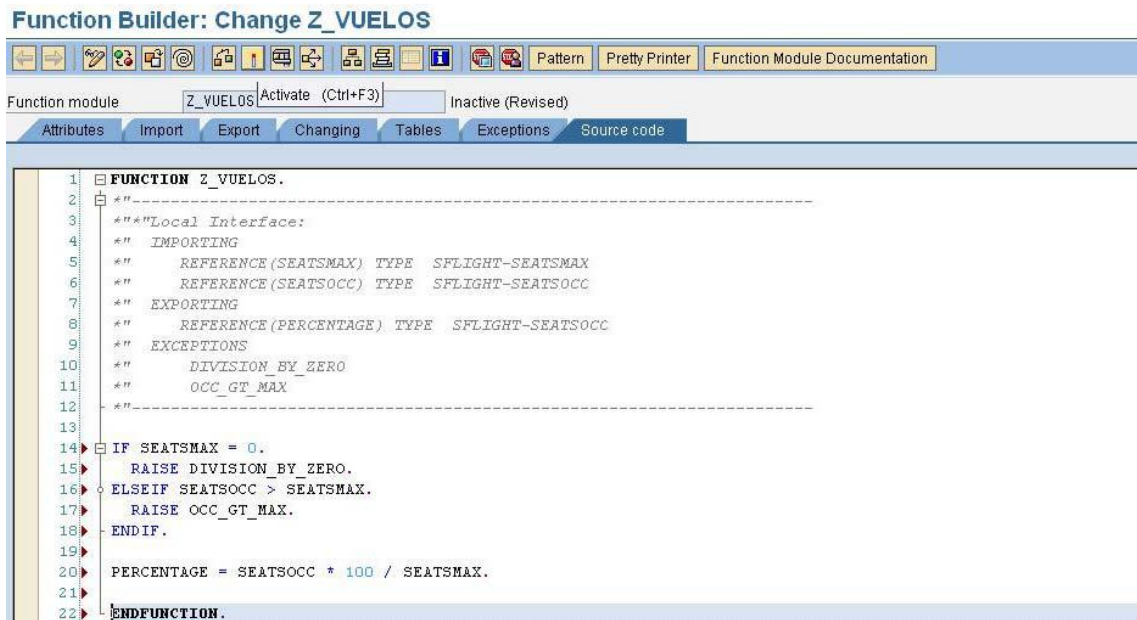 Function Builder: Change Z_VUELOS
Pattern Pretty Printer Function Module Documentation
Function module Z_VUELOS Activate (Ctrl+F3) Inactive (Revised)
Attributes Import Export Changing Tables Exceptions Source code
1 FUNCTION Z_VUELOS.
2 *"----------------------------------------------------------------------
3 *"*"Local Interface:
4 *" IMPORTING
5 *" REFERENCE(SEATSMAX) TYPE SFLIGHT-SEATSMAX
6 *" REFERENCE(SEATSOCC) TYPE SFLIGHT-SEATSOCC
7 *" EXPORTING
8 *" REFERENCE(PERCENTAGE) TYPE SFLIGHT-SEATSOCC
9 *" EXCEPTIONS
10 *" DIVISION_BY_ZERO
11 *" OCC_GT_MAX
12 *"----------------------------------------------------------------------
13
14 IF SEATSMAX = 0.
15 RAISE DIVISION_BY_ZERO.
16 ELSEIF SEATSOCC > SEATSMAX.
17 RAISE OCC_GT_MAX.
18 ENDIF.
19
20 PERCENTAGE = SEATSOCC * 100 / SEATSMAX.
21
22 ENDFUNCTION.